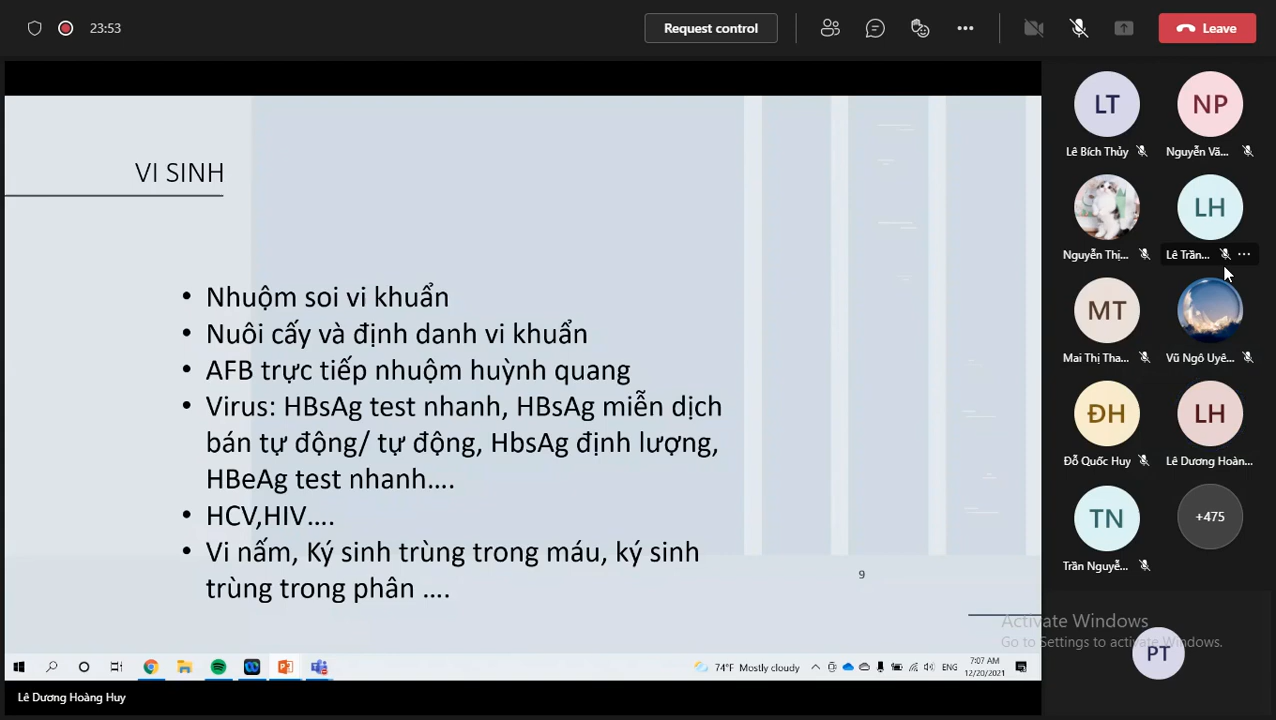 23:53
Request control
Leave
VI SINH
• Nhuộm soi vi khuẩn
• Nuôi cấy và định danh vi khuẩn
• AFB trực tiếp nhuộm huỳnh quang
• Virus: HBsAg test nhanh, HBsAg miễn dịch
bán tự động/ tự động, HbsAg định lượng,
HBeAg test nhanh....
• HCV,HIV....
• Vi nấm, Ký sinh trùng trong máu, ký sinh
trùng trong phân ....
9
LT
NP
Lê Bích Thủy
Nguyễn Vă...
LH
Nguyễn Thị...
Lê Trần...
MT
Mai Thị Tha...
Vũ Ngô Uyê...
ĐH
LH
Đỗ Quốc Huy
Lê Dương Hoàn...
TN
+475
Trần Nguyễ...
Activate Windows
Go to Settings to activate Windows.
PT
74°F Mostly cloudy
ENG
7:07 AM
12/20/2021
Lê Dương Hoàng Huy